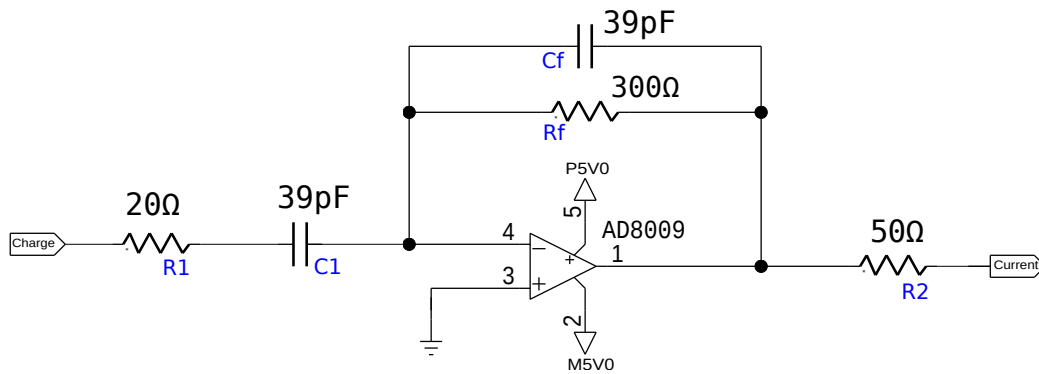 39pF
Cf
300Ω
Rf
P5V0
5
20Ω
39pF
4
AD8009
1
50Ω
Charge
R1
C1
3
R2
Current
2
M5V0